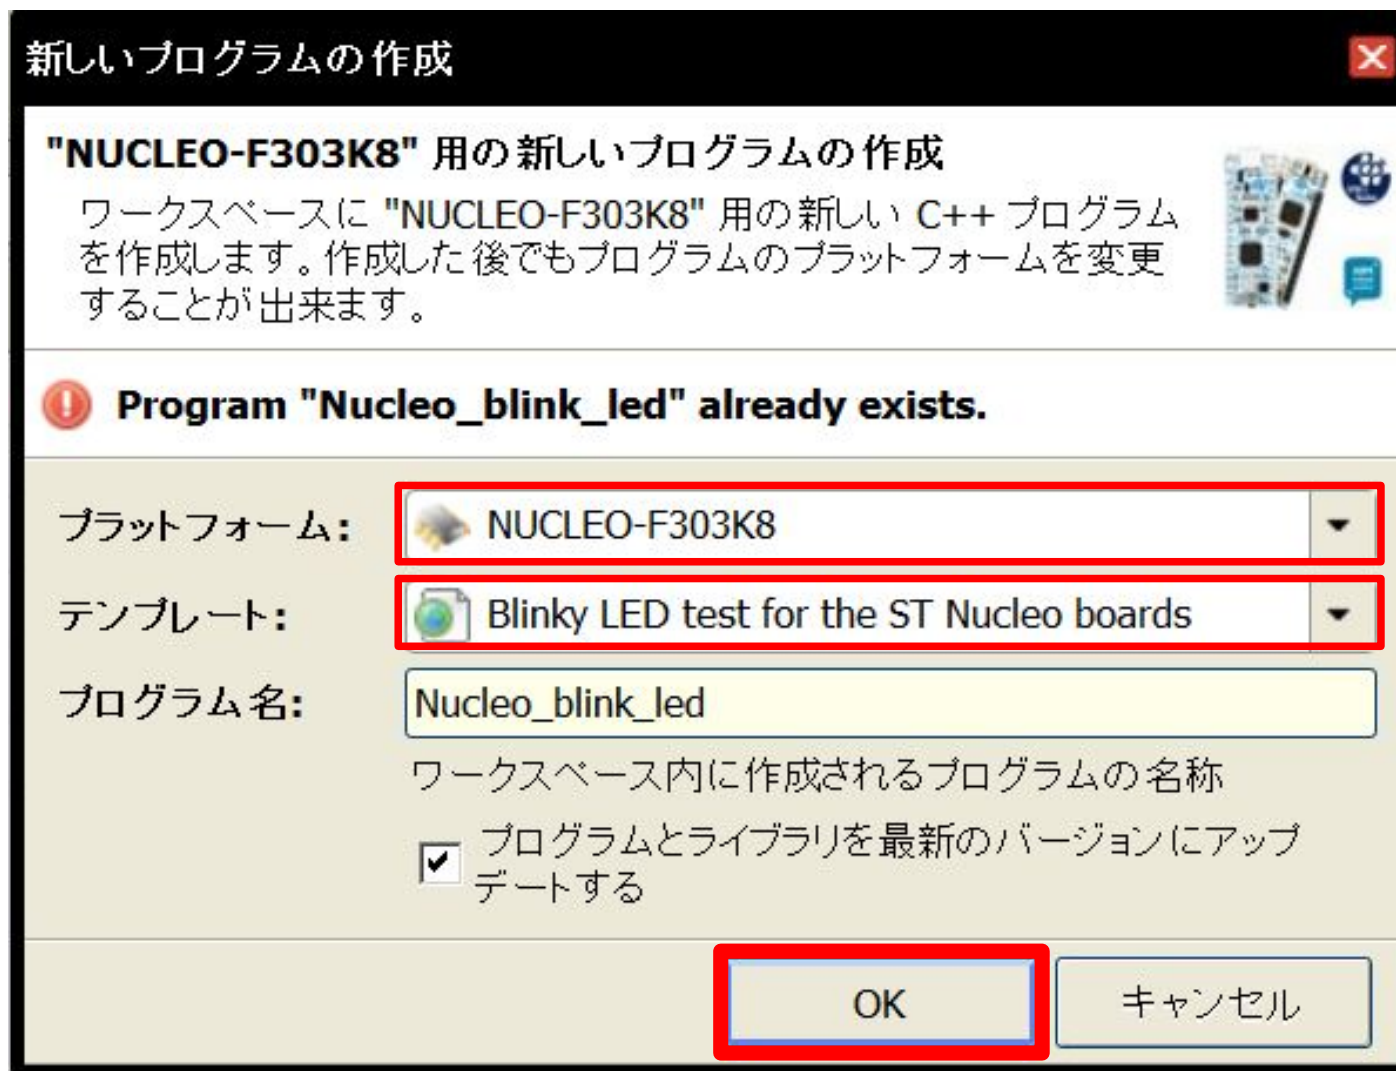 新しいプログラムの作成
"NUCLEO-F303K8" 用の新しいプログラムの作成
ワークスペースに "NUCLEO-F303K8" 用の新しい C++ プログラム
を作成します。作成した後でもプログラムのプラットフォームを変更
することが出来ます。
Program "Nucleo_blink_led" already exists.
プラットフォーム:
NUCLEO-F303K8
テンプレート:
Blinky LED test for the ST Nucleo boards
プログラム名:
Nucleo_blink_led
ワークスペース内に作成されるプログラムの名称
プログラムとライブラリを最新のバージョンにアップ
デートする
OK
キャンセル